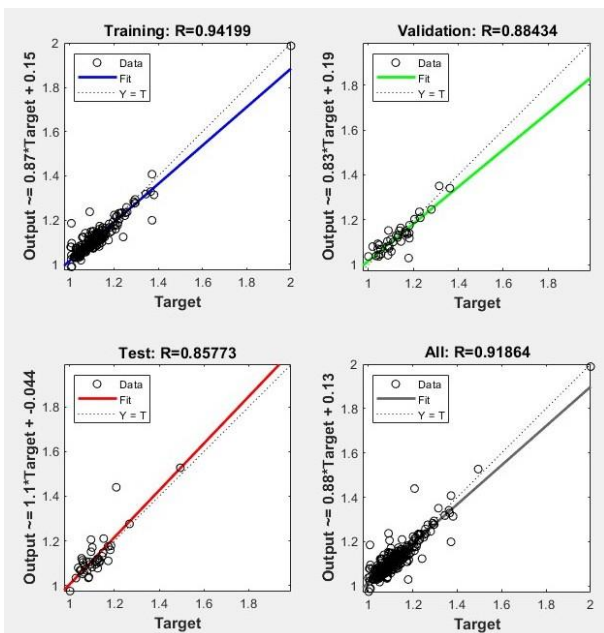 Training: R=0.94199
Output ~= 0.87*Target + 0.15
2
1.8
1.6
1.4
1.2
1
Data
Fit
Y = T
1 1.2 1.4 1.6 1.8 2
Target
Validation: R=0.88434
Output ~= 0.83*Target + 0.19
1.8
1.6
1.4
1.2
1
Data
Fit
Y = T
1 1.2 1.4 1.6 1.8
Target
Test: R=0.85773
Output ~= 1.1*Target + -0.044
1.8
1.6
1.4
1.2
1
Data
Fit
Y = T
1 1.2 1.4 1.6 1.8
Target
All: R=0.91864
Output ~= 0.88*Target + 0.13
2
1.8
1.6
1.4
1.2
1
Data
Fit
Y = T
1 1.2 1.4 1.6 1.8 2
Target